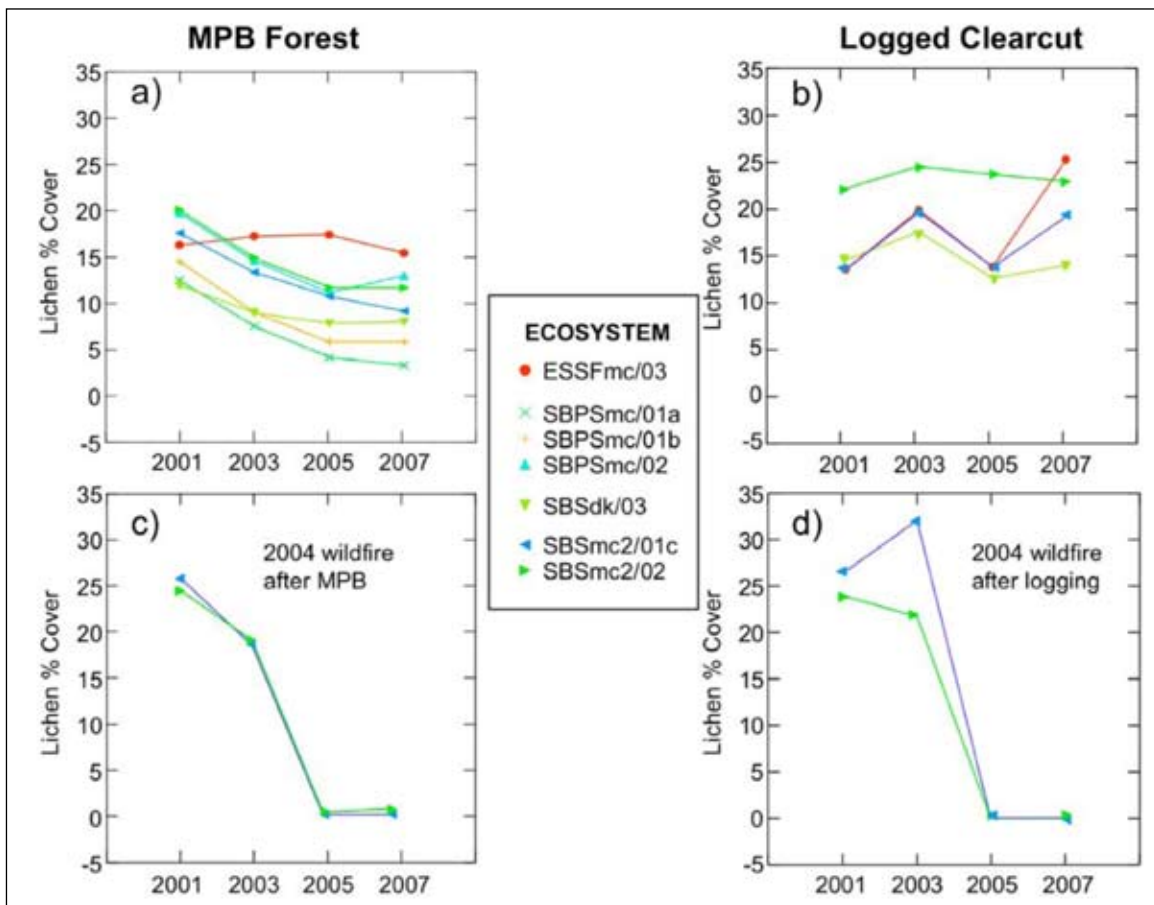 MPB Forest
Logged Clearcut
a)
35
30
25
20
15
10
5
0
-5
Lichen % Cover
2001 2003 2005 2007
b)
35
30
25
20
15
10
5
0
-5
Lichen % Cover
2001 2003 2005 2007
ECOSYSTEM
ESSFmc/03
SBPSmc/01a
SBPSmc/01b
SBPSmc/02
SBSdk/03
SBSmc2/01c
SBSmc2/02
c)
2004 wildfire
after MPB
35
30
25
20
15
10
5
0
-5
Lichen % Cover
2001 2003 2005 2007
d)
2004 wildfire
after logging
35
30
25
20
15
10
5
0
-5
Lichen % Cover
2001 2003 2005 2007